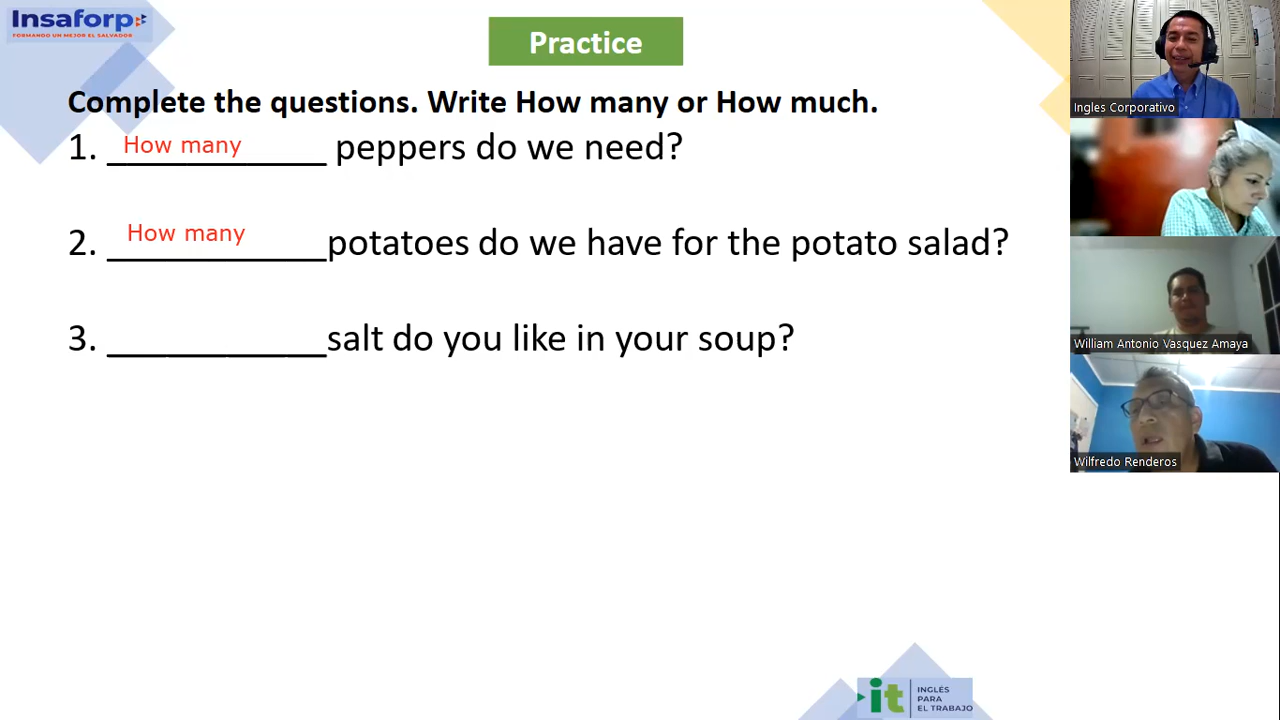 Insaforp
FORMANDO UN MEJOR EL SALVADOR
Practice
Complete the questions. Write How many or How much.
1. How many peppers do we need?
2. How many potatoes do we have for the potato salad?
3. ___________salt do you like in your soup?
Ingles Corporativo
William Antonio Vasquez Amaya
Wilfredo Renderos
it INGLÉS
PARA
EL TRABAJO